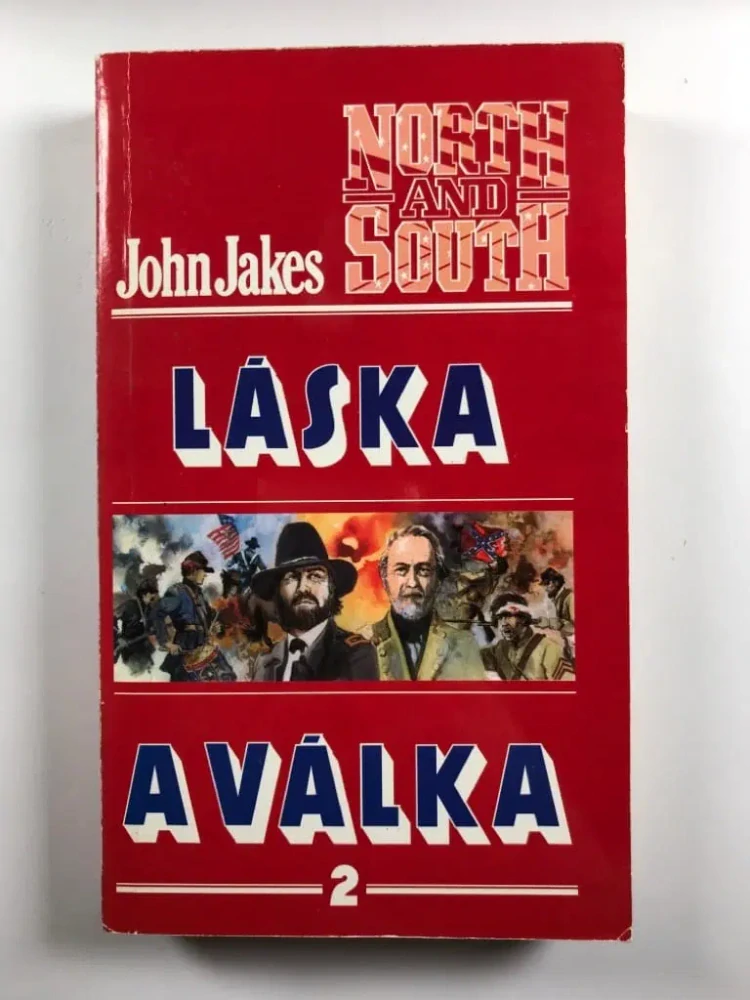 NORTH
AND
SOUTH
John Jakes
LÁSKA
A VÁLKA
2